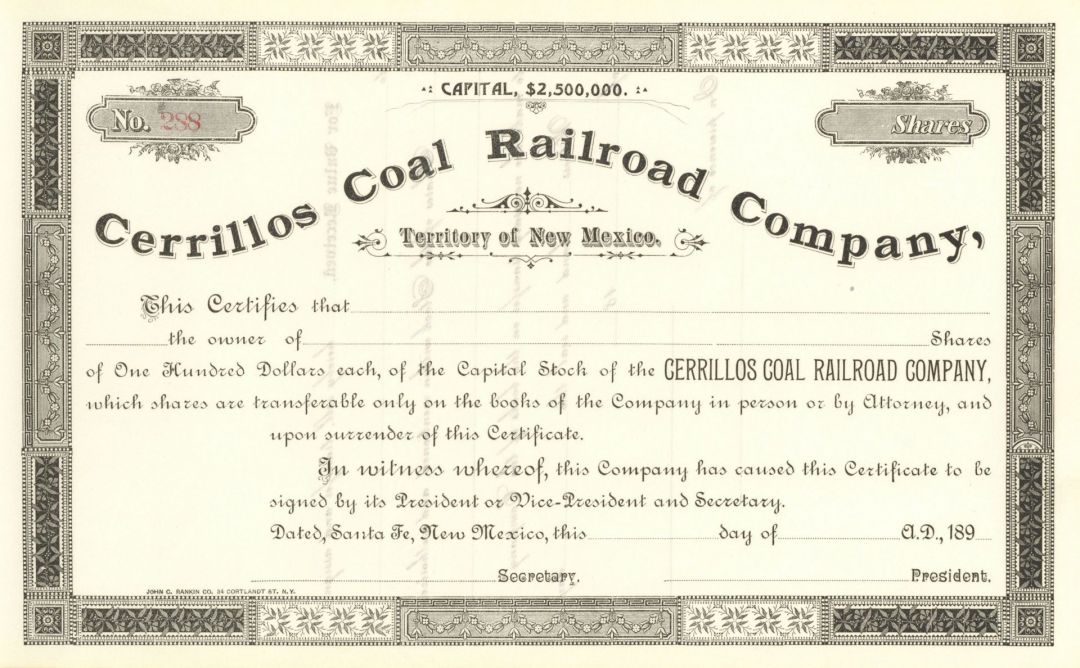 CAPITAL, $2,500,000.
No. 288
Shares
Cerrillos Coal Railroad Company,
Territory of New Mexico.
This Certifies that
the owner of Shares
of One Hundred Dollars each, of the Capital Stock of the CERRILLOS COAL RAILROAD COMPANY,
which shares are transferable only on the books of the Company in person or by Attorney, and
upon surrender of this Certificate.
In witness whereof, this Company has caused this Certificate to be
signed by its President or Vice-President and Secretary.
Dated, Santa Fe, New Mexico, this day of A.D., 189
Secretary. President.
JOHN C. RANKIN CO. 34 CORTLANDT ST. N.Y.